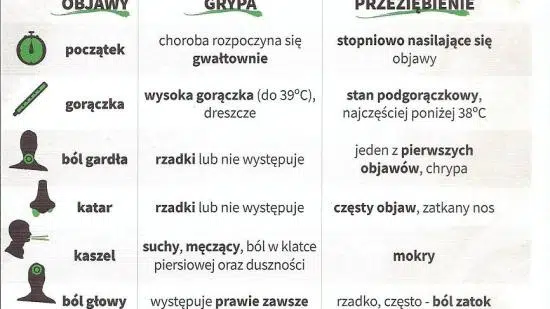 OBJAWY GRYPA PRZEZIĘBIENIE
początek
choroba rozpoczyna się
gwałtownie
stopniowo nasilające się
objawy
gorączka
wysoka gorączka (do 39ºC),
dreszcze
stan podgorączkowy,
najczęściej poniżej 38ºC
ból gardła
rzadki lub nie występuje
jeden z pierwszych
objawów, chrypa
katar
rzadki lub nie występuje
częsty objaw, zatkany nos
kaszel
suchy, męczący, ból w klatce
piersiowej oraz duszności
mokry
ból głowy
występuje prawie zawsze
rzadko, często - ból zatok